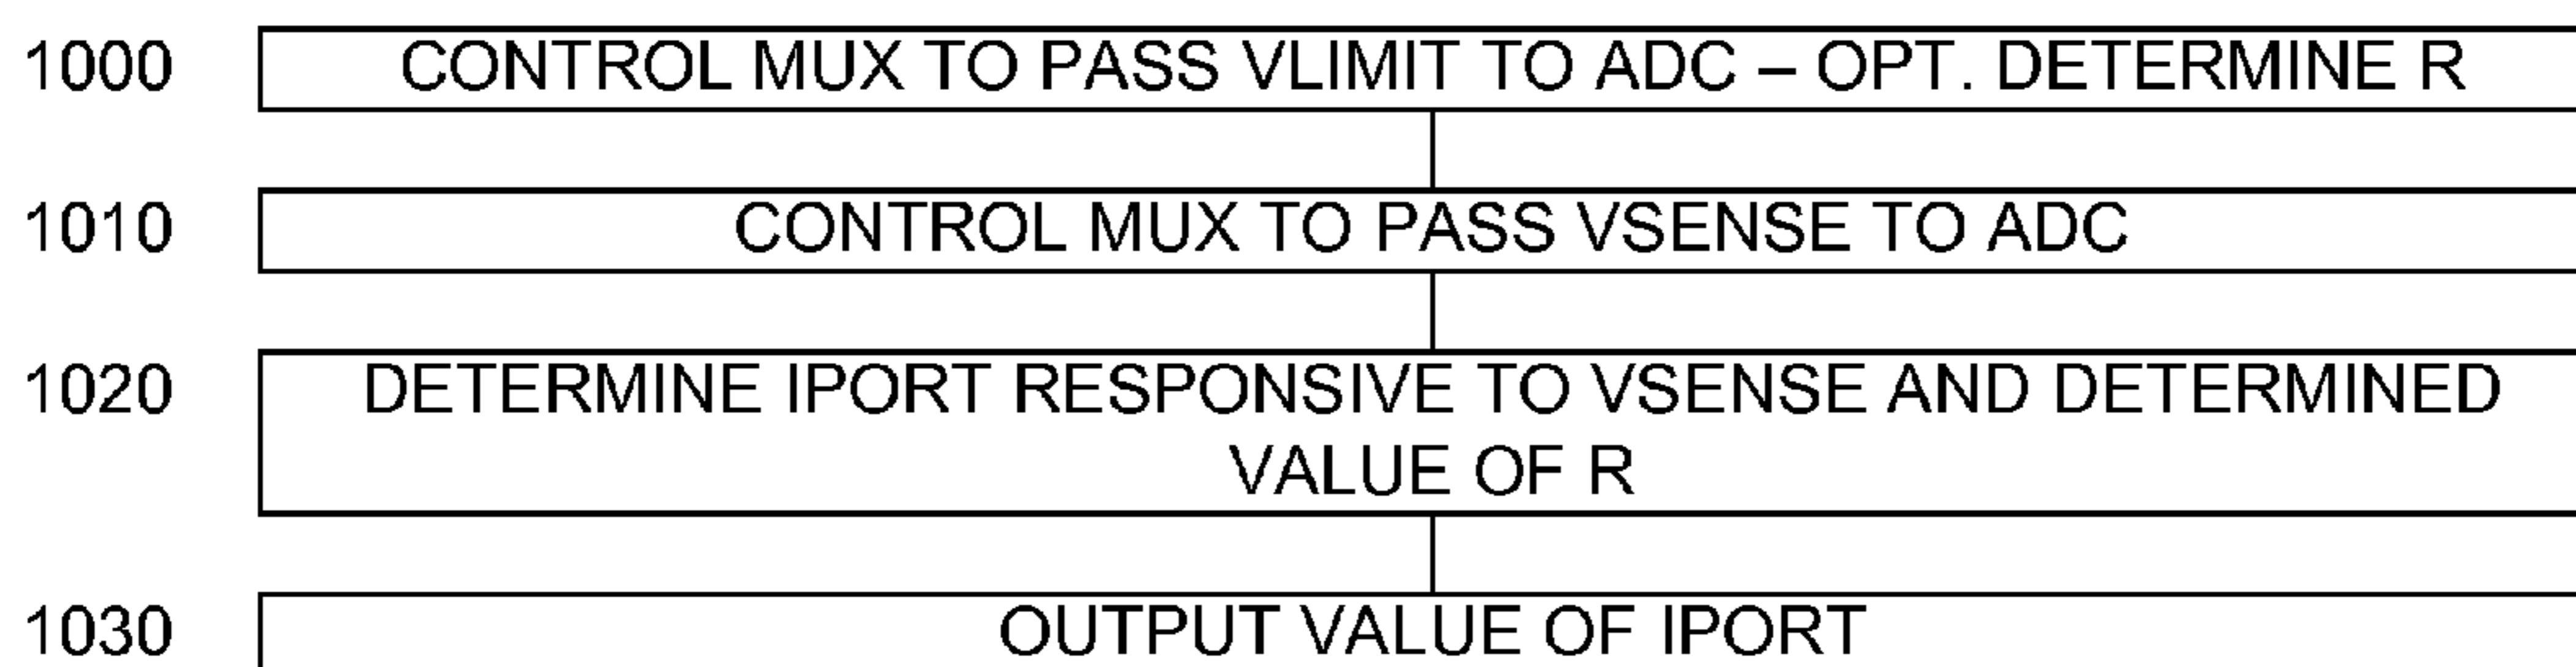 1000 CONTROL MUX TO PASS VLIMIT TO ADC – OPT. DETERMINE R
1010 CONTROL MUX TO PASS VSENSE TO ADC
1020 DETERMINE IPORT RESPONSIVE TO VSENSE AND DETERMINED
VALUE OF R
1030 OUTPUT VALUE OF IPORT